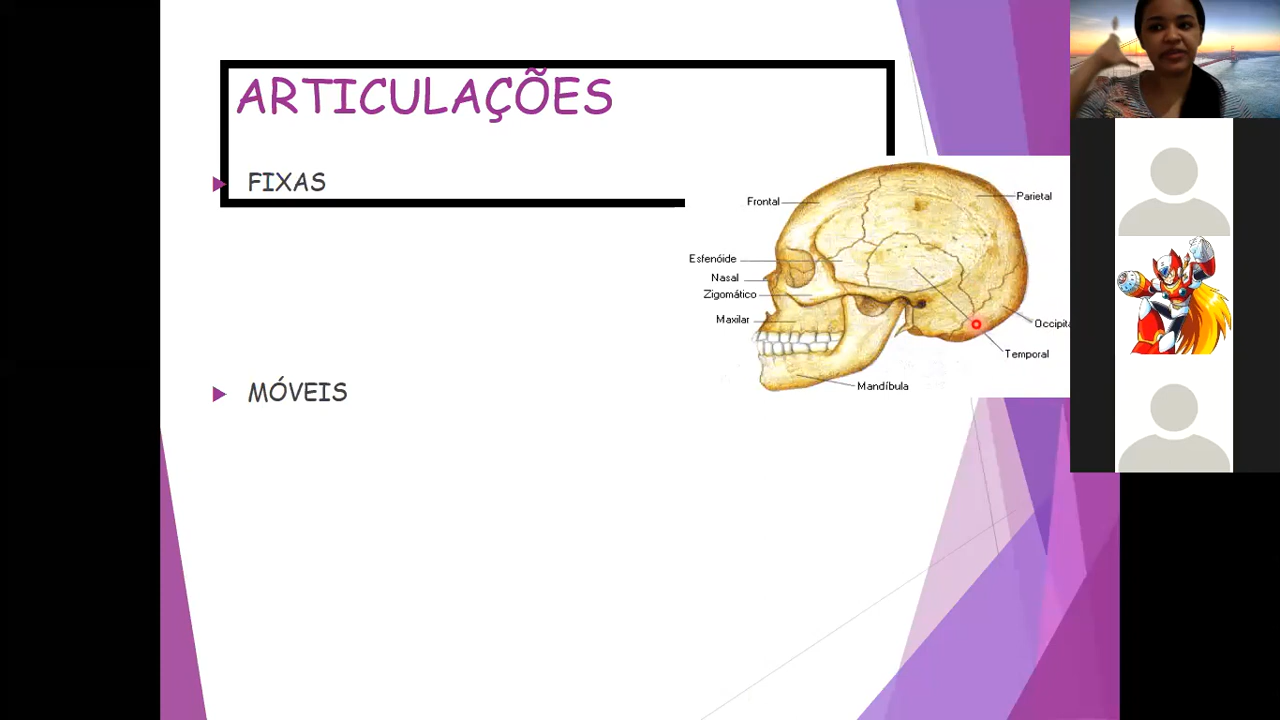 ARTICULAÇÕES
FIXAS
Frontal
Parietal
Esfenóide
Nasal
Zigomático
Maxilar
Occipita
Temporal
Mandíbula
MÓVEIS